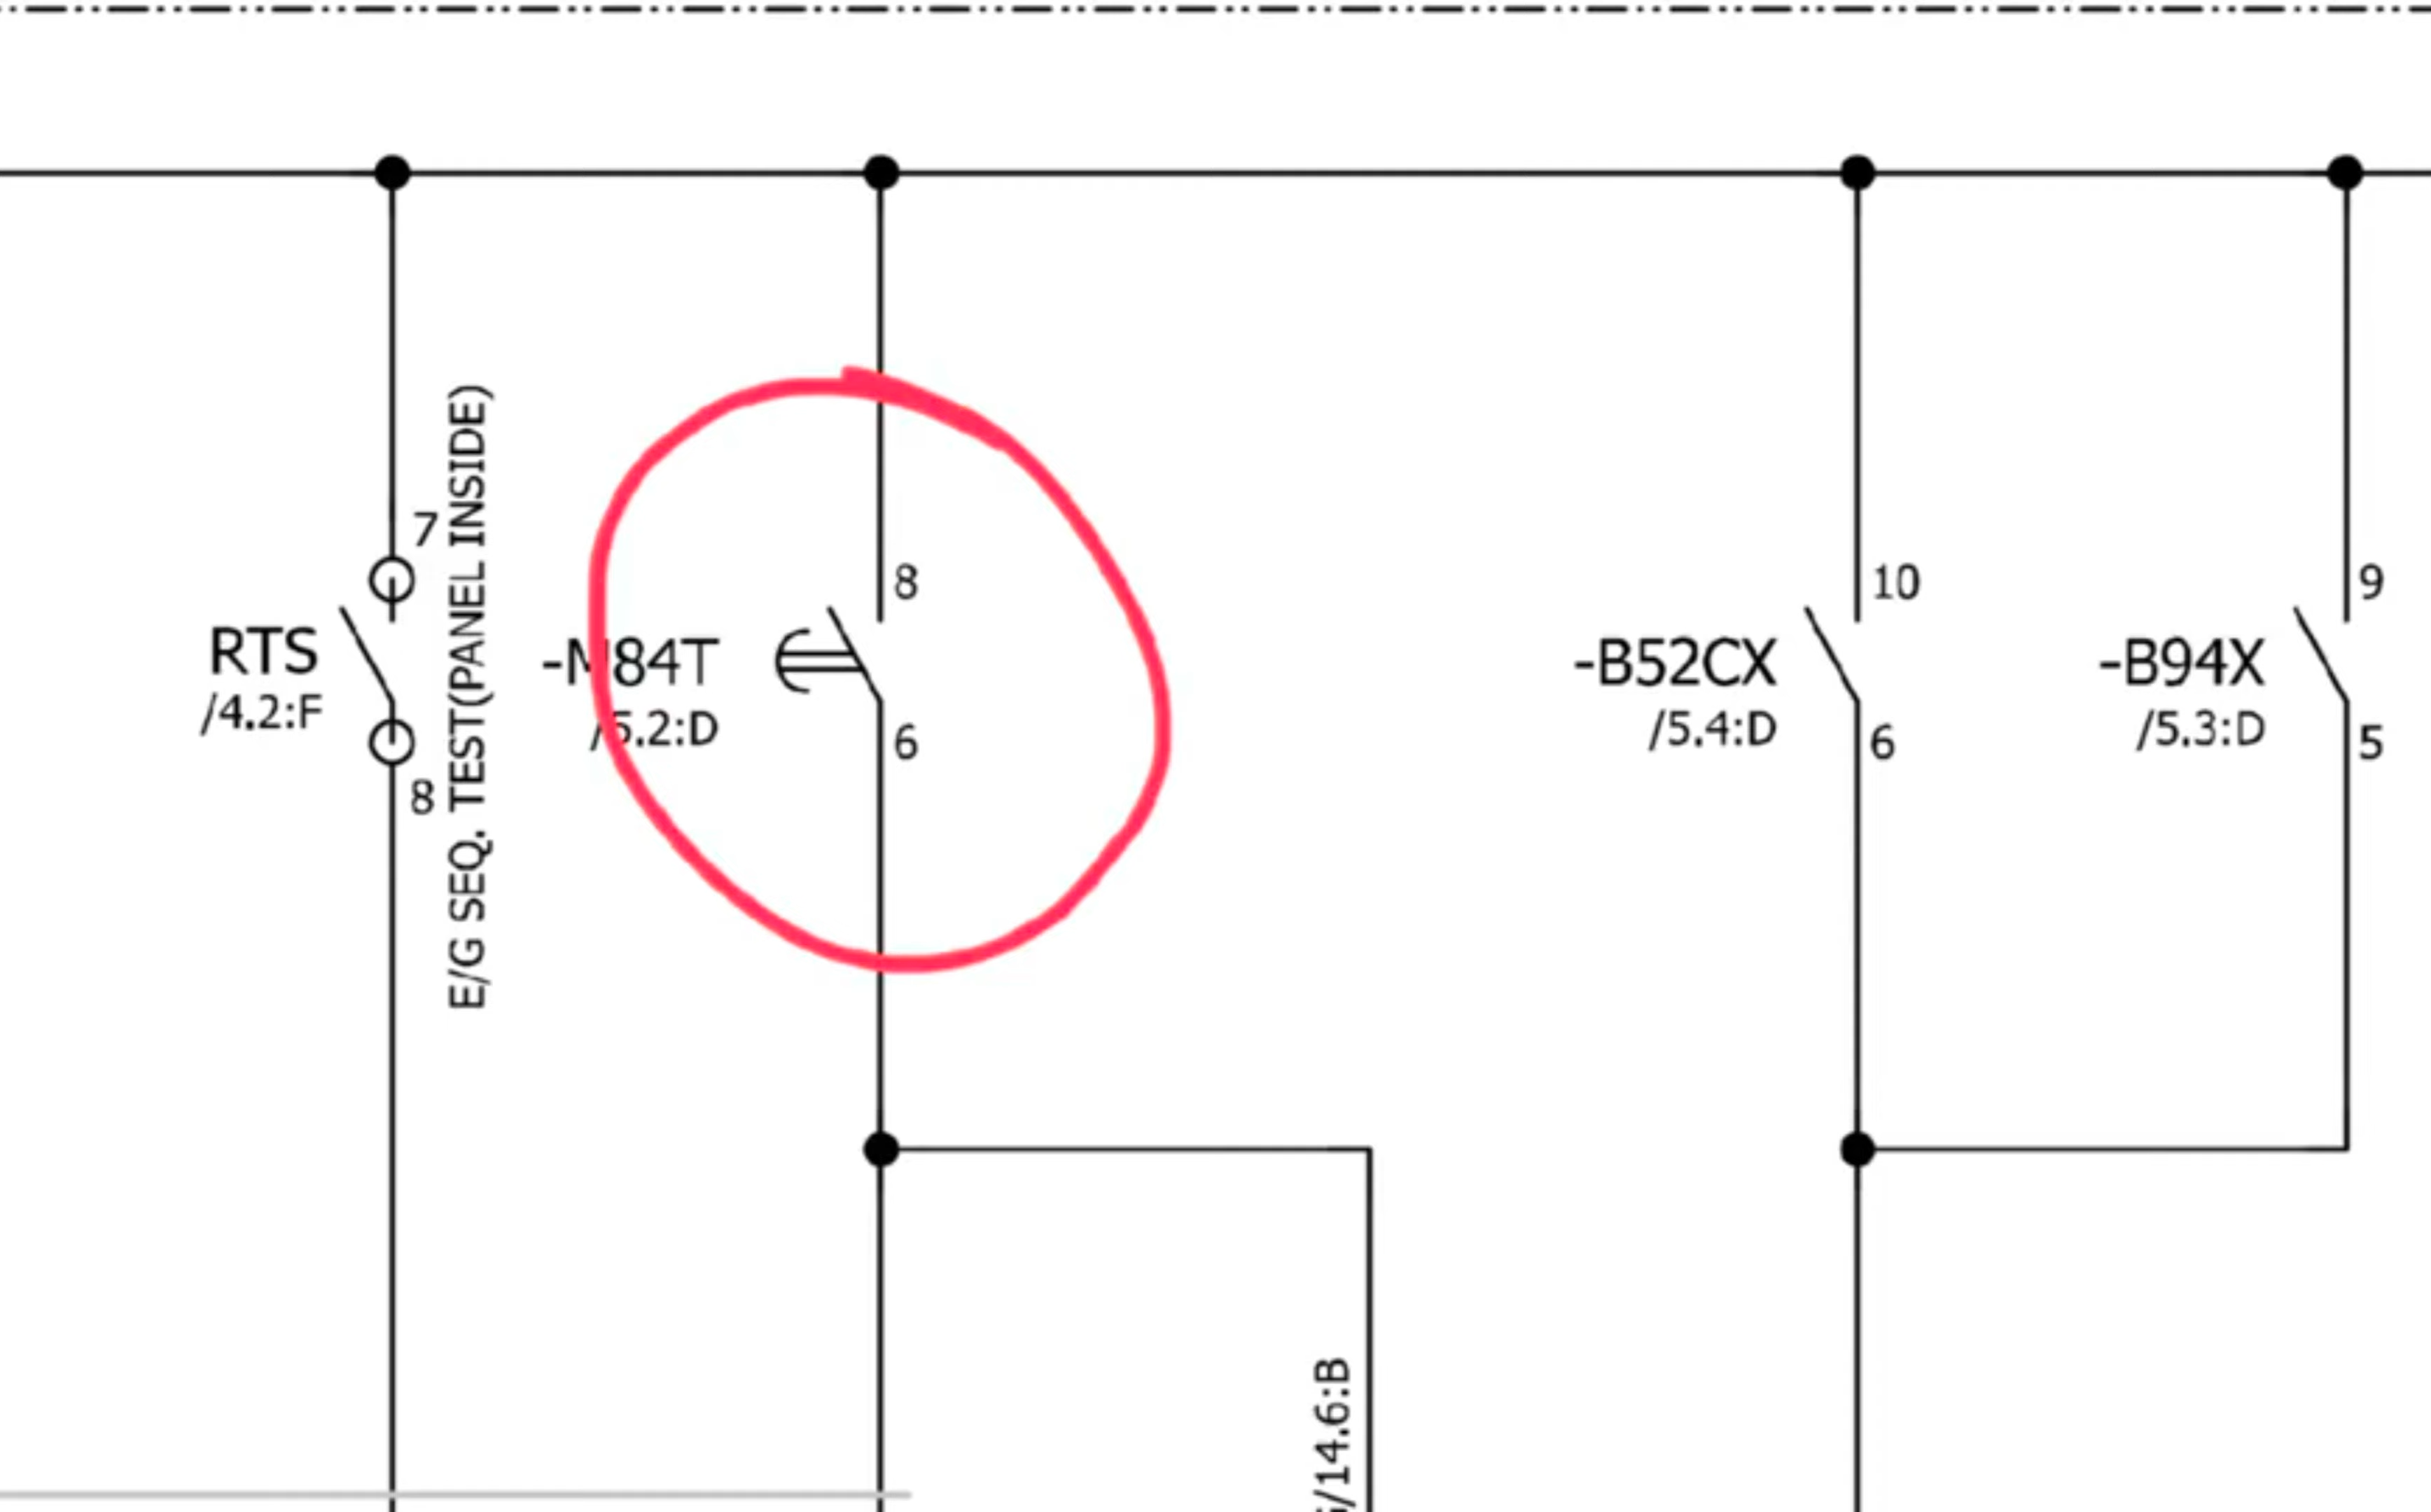 7
RTS
/4.2:F
8
E/G SEQ. TEST(PANEL INSIDE)
8
-M84T
/5.2:D
6
10
-B52CX
/5.4:D
6
9
-B94X
/5.3:D
5
/14.6:B